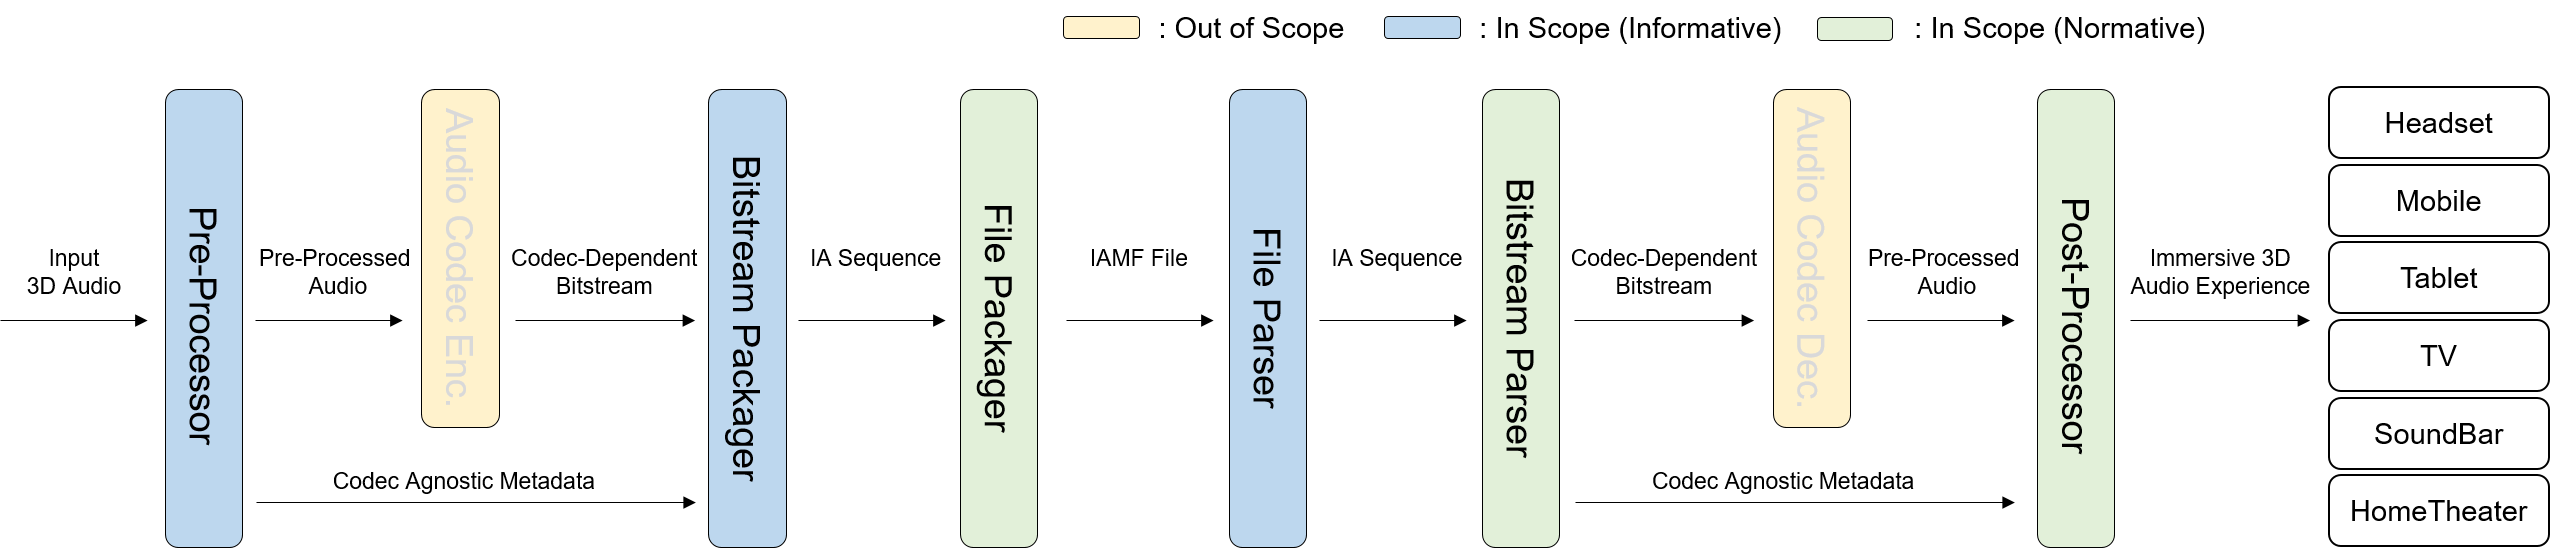 : Out of Scope
: In Scope (Informative)
: In Scope (Normative)
Input
3D Audio
Pre-Processor
Pre-Processed
Audio
Audio Codec Enc.
Codec-Dependent
Bitstream
Codec Agnostic Metadata
Bitstream Packager
IA Sequence
File Packager
IAMF File
File Parser
IA Sequence
Bitstream Parser
Codec-Dependent
Bitstream
Audio Codec Dec.
Pre-Processed
Audio
Codec Agnostic Metadata
Post-Processor
Immersive 3D
Audio Experience
Headset
Mobile
Tablet
TV
SoundBar
HomeTheater